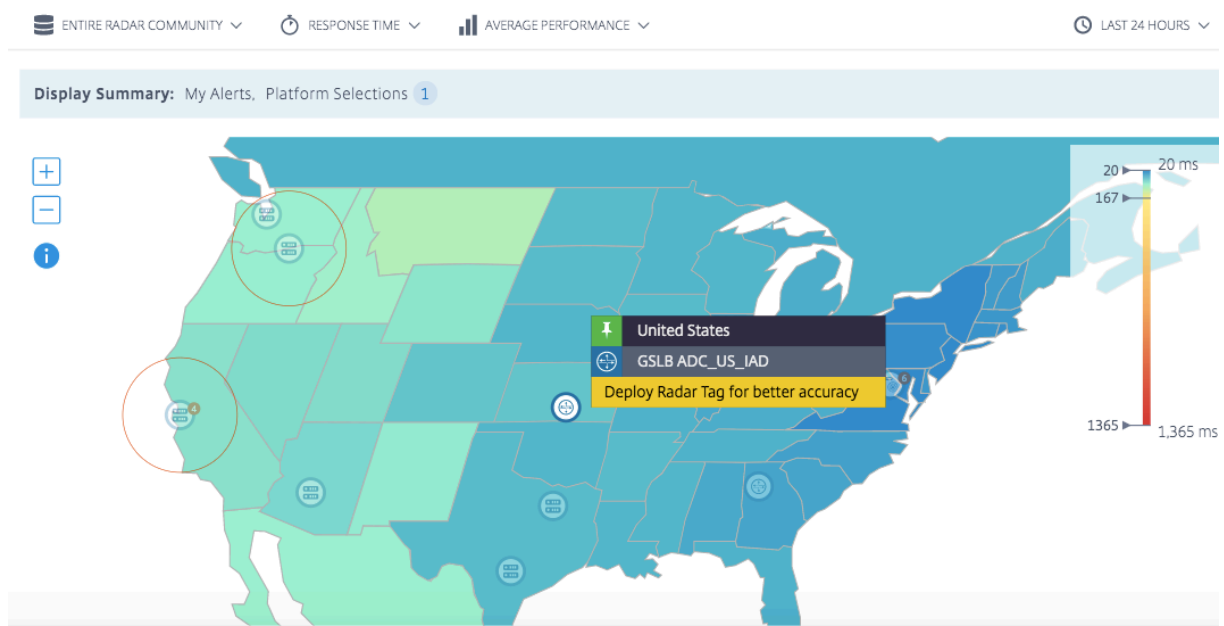 ENTIRE RADAR COMMUNITY RESPONSE TIME AVERAGE PERFORMANCE LAST 24 HOURS
Display Summary: My Alerts, Platform Selections 1
20 20 ms
167
United States
GSLB ADC_US_IAD
6
Deploy Radar Tag for better accuracy
4
1365 1,365 ms